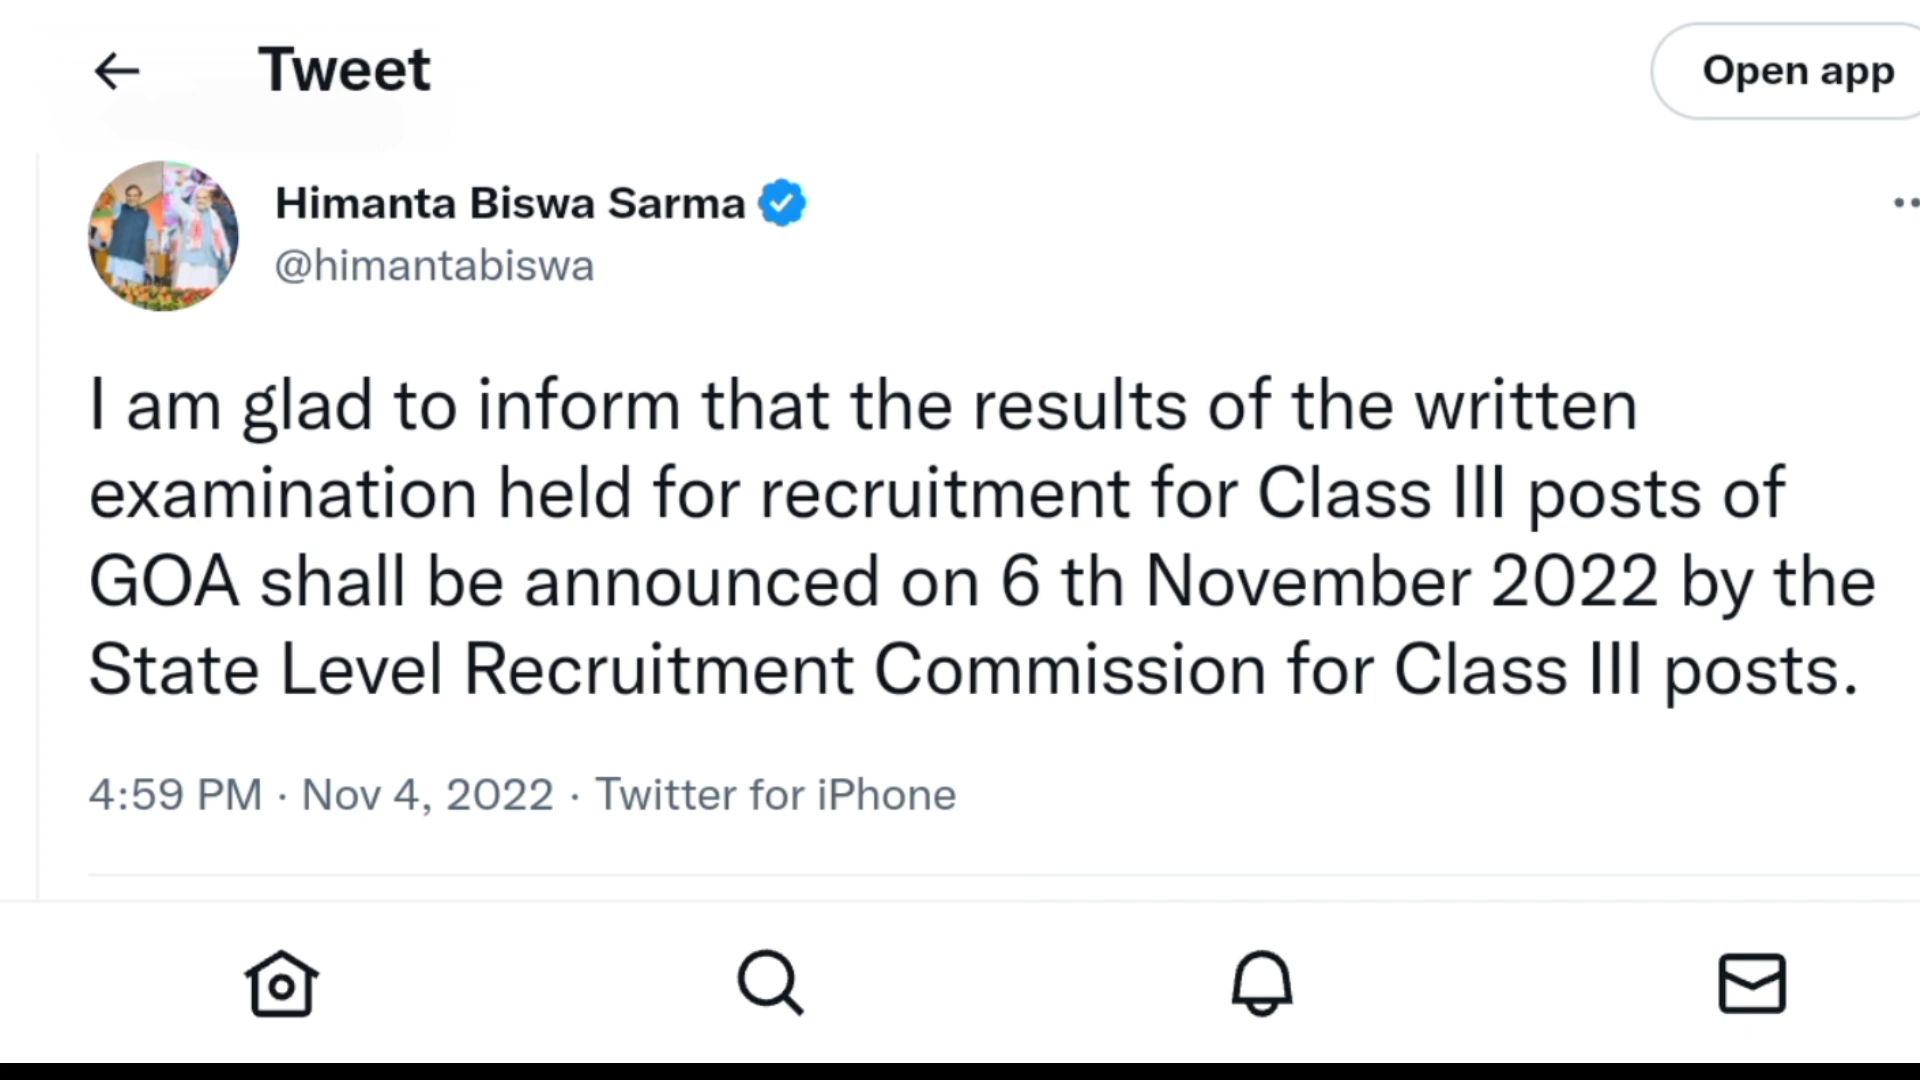 Tweet
Open app
Himanta Biswa Sarma
@himantabiswa
I am glad to inform that the results of the written
examination held for recruitment for Class III posts of
GOA shall be announced on 6 th November 2022 by the
State Level Recruitment Commission for Class III posts.
4:59 PM · Nov 4, 2022 · Twitter for iPhone